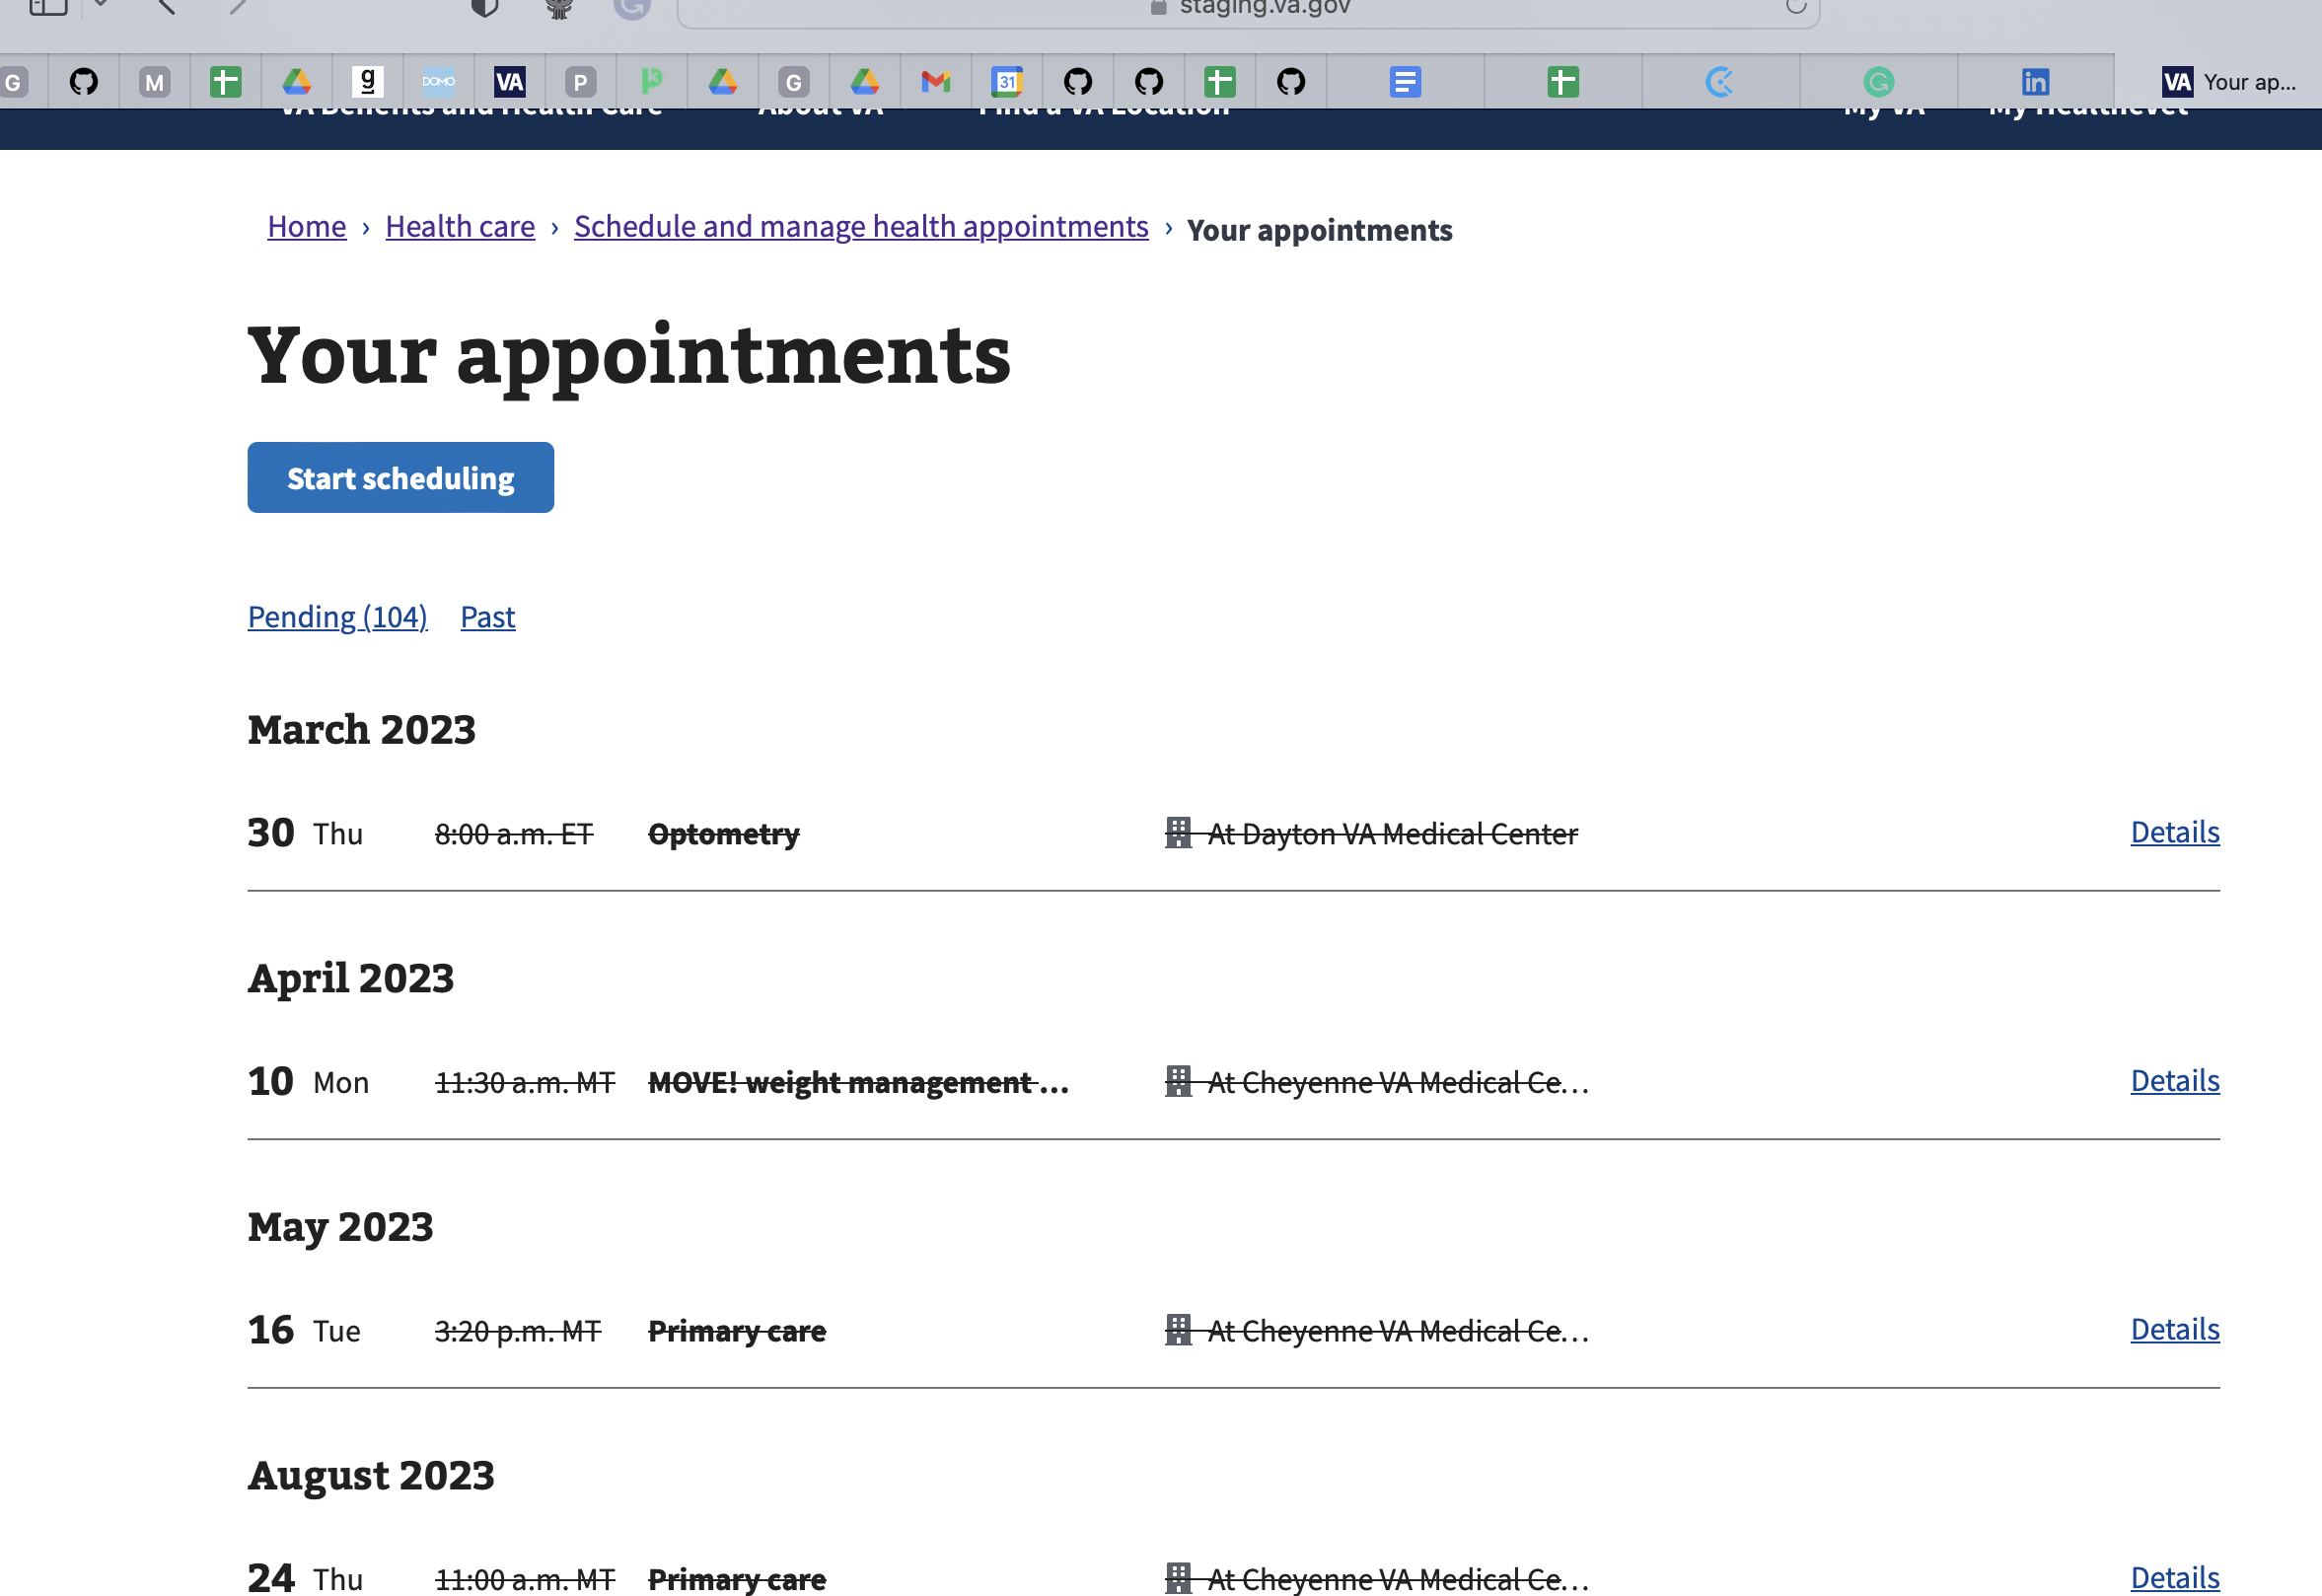 staging.va.gov
G M g DOMO VA P G 31 in VA Your ap...
VA Benefits and Health Care About VA Find a VA Location My VA My HealtheVet
Home › Health care › Schedule and manage health appointments › Your appointments
Your appointments
Start scheduling
Pending (104) Past
March 2023
30 Thu 8:00 a.m. ET Optometry At Dayton VA Medical Center Details
April 2023
10 Mon 11:30 a.m. MT MOVE! weight management ... At Cheyenne VA Medical Ce... Details
May 2023
16 Tue 3:20 p.m. MT Primary care At Cheyenne VA Medical Ce... Details
August 2023
24 Thu 11:00 a.m. MT Primary care At Cheyenne VA Medical Ce... Details